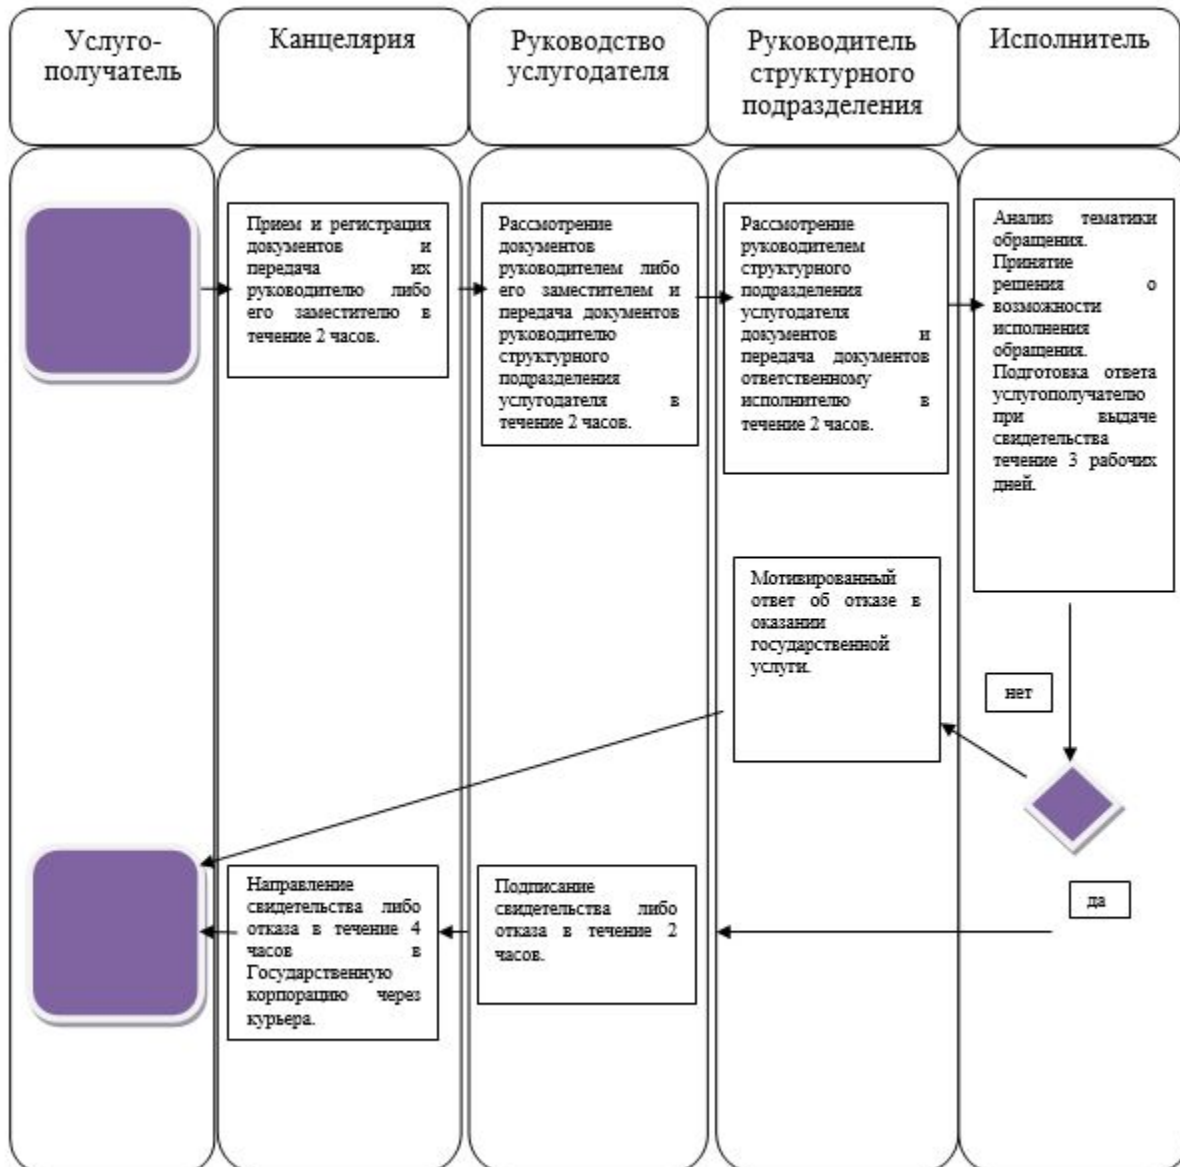 Услуго-
получатель
Канцелярия
Руководство
услугодателя
Руководитель
структурного
подразделения
Исполнитель
Прием и регистрация
документов и
передача их
руководителю либо
его заместителю в
течение 2 часов.
Рассмотрение
документов
руководителем либо
его заместителем и
передача документов
руководителю
структурного
подразделения
услугодателя в
течение 2 часов.
Рассмотрение
руководителем
структурного
подразделения
услугодателя
документов и
передача документов
ответственному
исполнителю в
течение 2 часов.
Анализ тематики
обращения.
Принятие
решения о
возможности
исполнения
обращения.
Подготовка ответа
услугополучателю
при выдаче
свидетельства
течение 3 рабочих
дней.
Мотивированный
ответ об отказе в
оказании
государственной
услуги.
нет
да
Направление
свидетельства либо
отказа в течение 4
часов в
Государственную
корпорацию через
курьера.
Подписание
свидетельства либо
отказа в течение 2
часов.